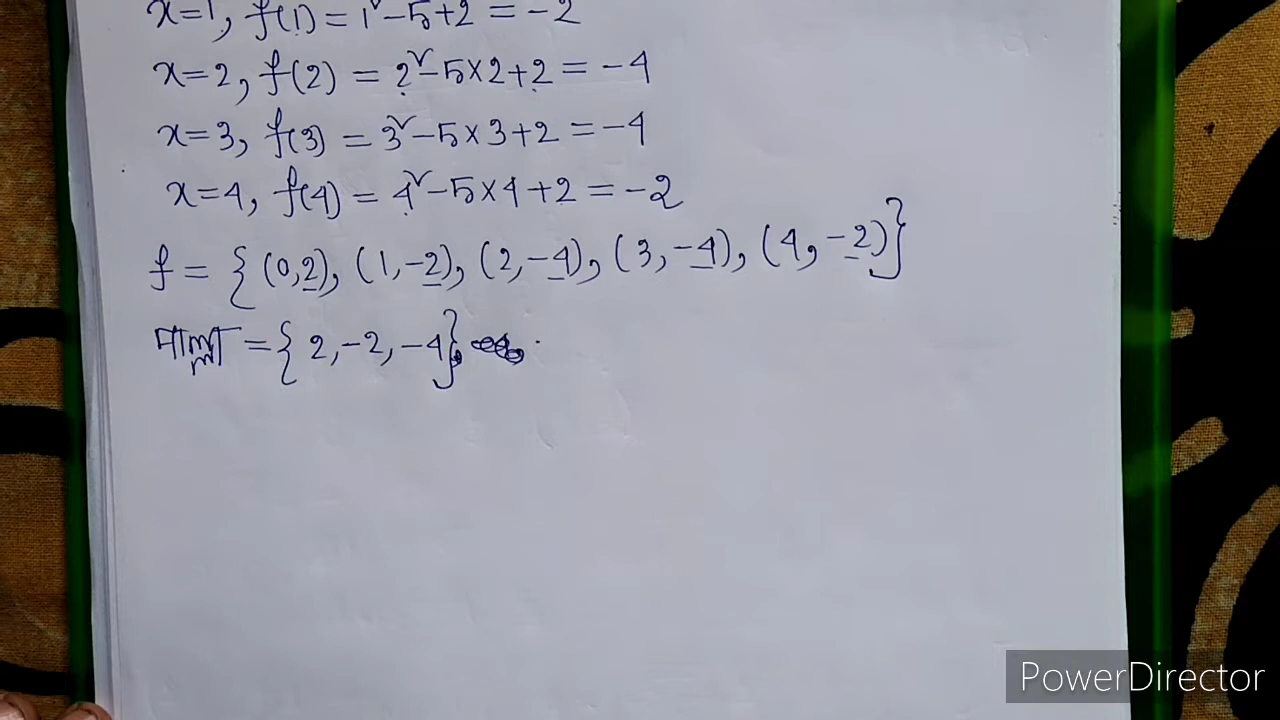 x=1, f(1) = 1² - 5+2 = -2
x=2, f(2) = 2² - 5×2+2 = -4
x=3, f(3) = 3² - 5×3+2 = -4
x=4, f(4) = 4² - 5×4+2 = -2
f = {(0,2), (1,-2), (2,-4), (3,-4), (4,-2)}
পাল্লা = {2,-2,-4}
PowerDirector